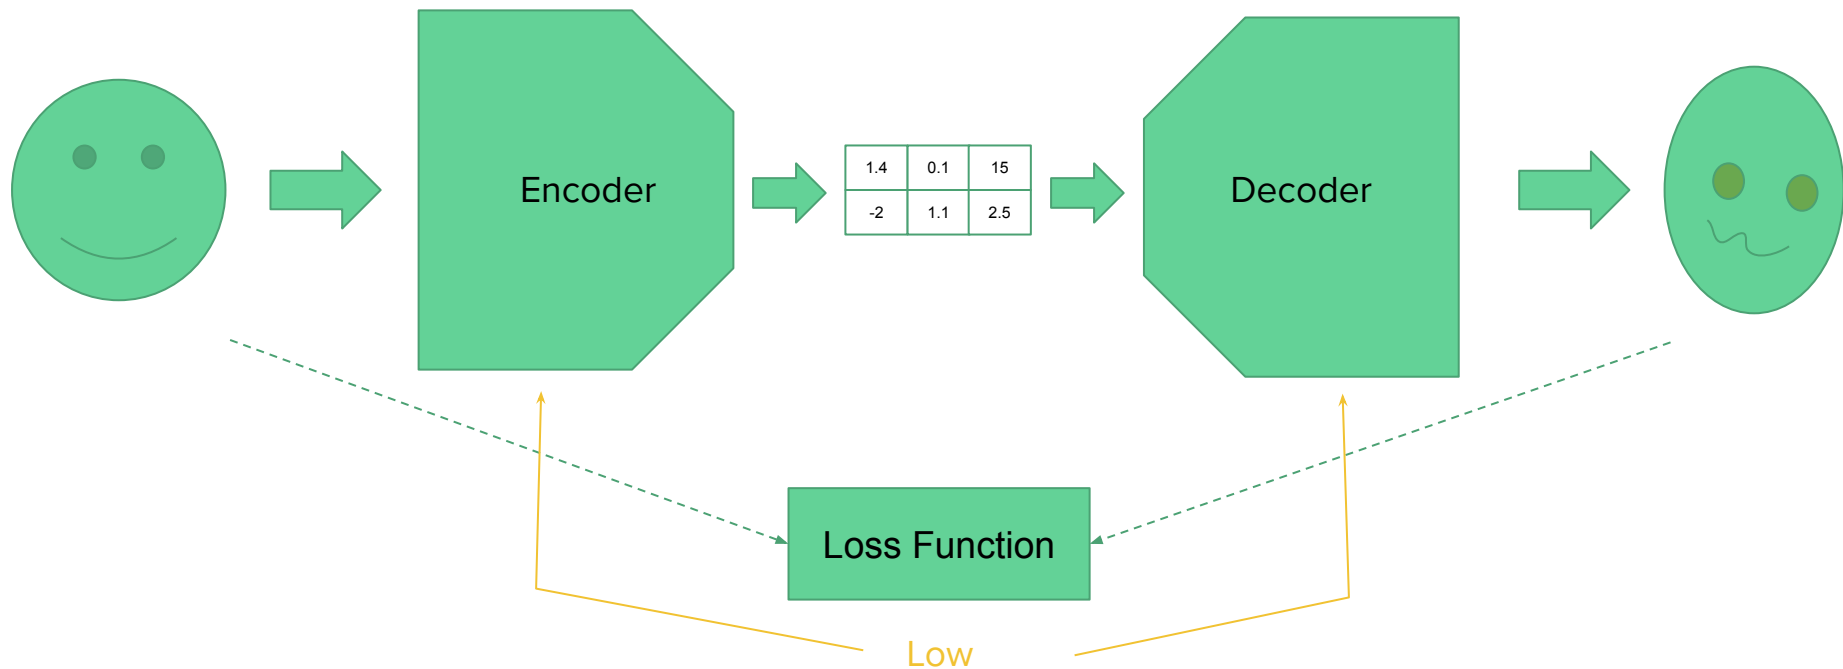 Encoder
1.4 0.1 15
-2 1.1 2.5
Decoder
Loss Function
Low